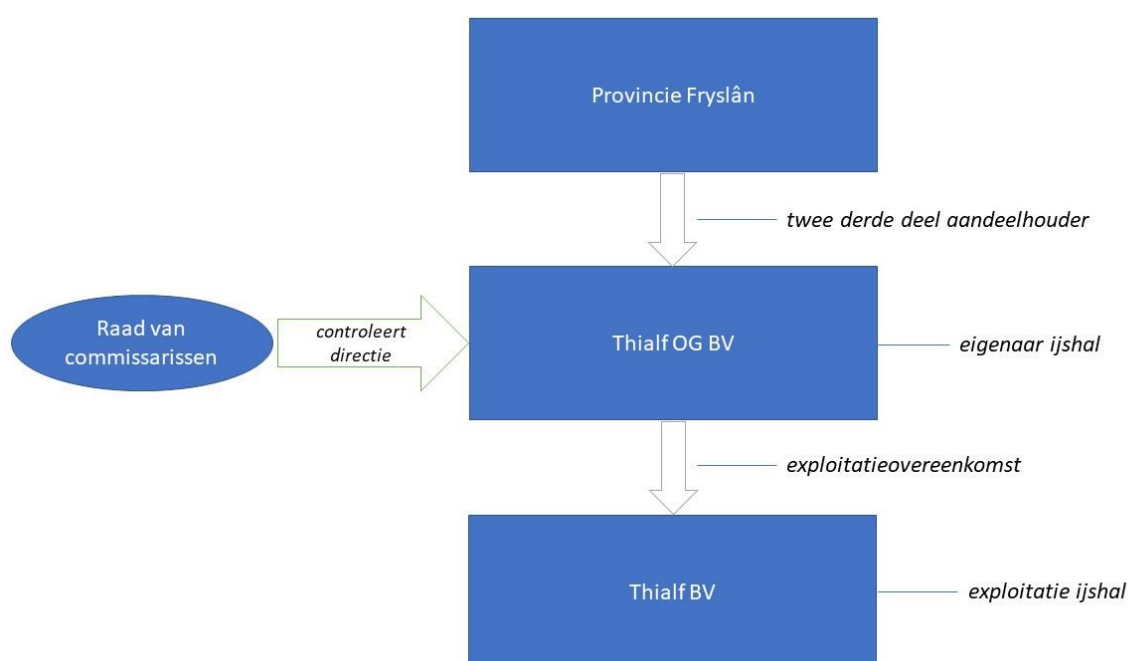 Provincie Fryslân
twee derde deel aandeelhouder
Raad van
commissarissen
controleert
directie
Thialf OG BV
eigenaar ijshal
exploitatieovereenkomst
Thialf BV
exploitatie ijshal